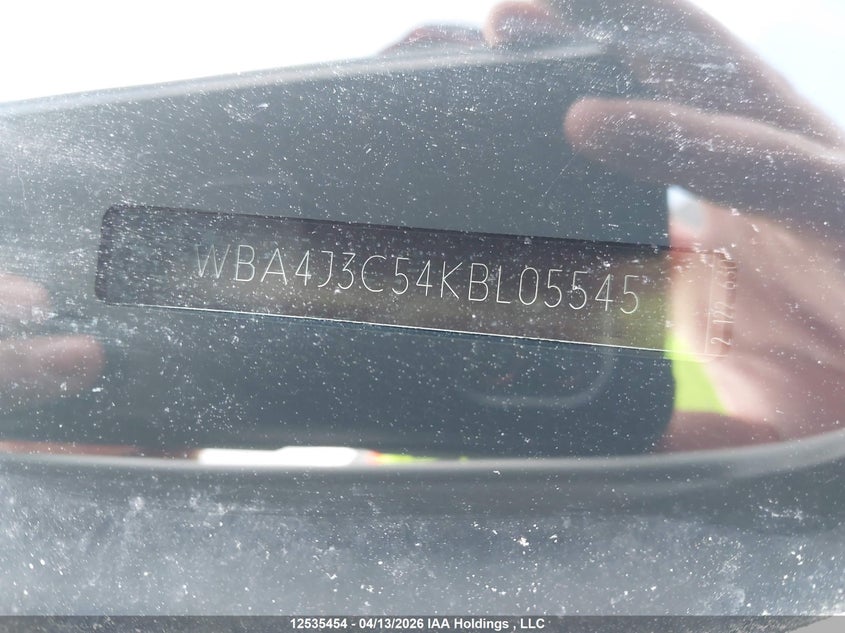 WBA4J3C54KBL05545
12535454 - 04/13/2026 IAA Holdings , LLC